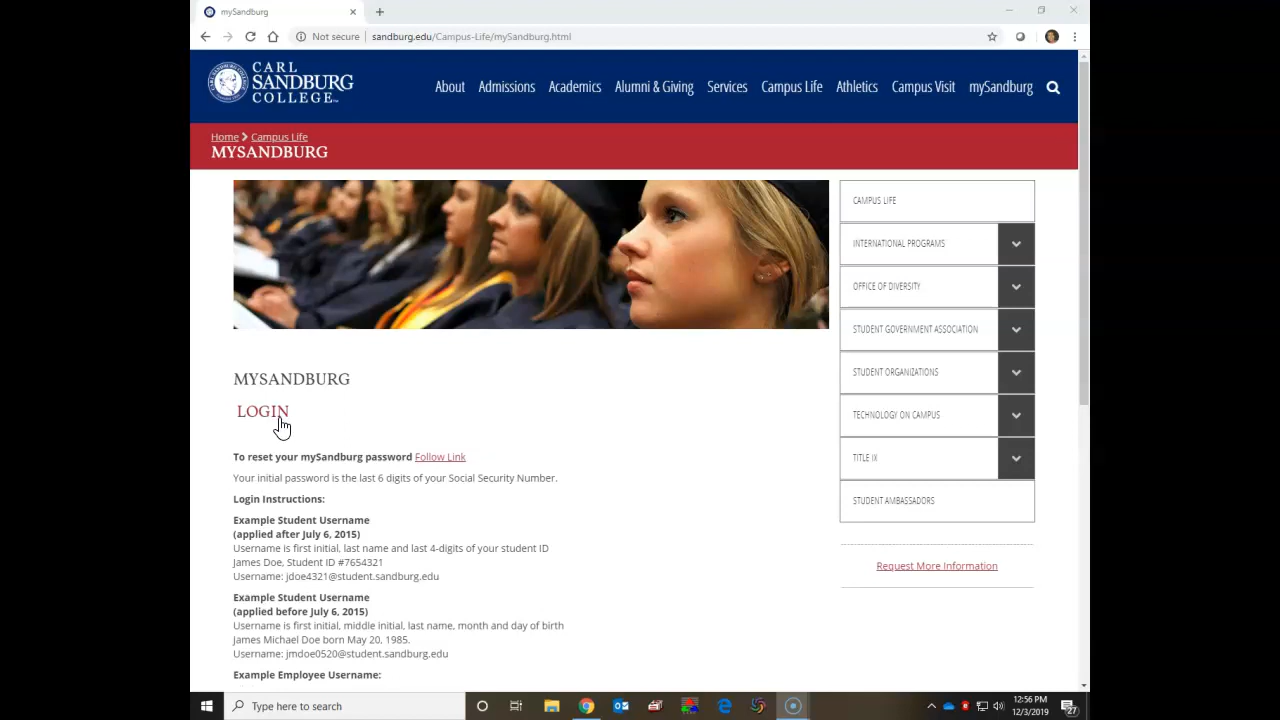 mySandburg
Not secure
sandburg.edu/Campus-Life/mySandburg.html
CARL
SANDBURG
COLLEGE
About
Admissions
Academics
Alumni & Giving
Services
Campus Life
Athletics
Campus Visit
mySandburg
Home
Campus Life
MYSANDBURG
CAMPUS LIFE
INTERNATIONAL PROGRAMS
OFFICE OF DIVERSITY
STUDENT GOVERNMENT ASSOCIATION
STUDENT ORGANIZATIONS
TECHNOLOGY ON CAMPUS
TITLE IX
STUDENT AMBASSADORS
Request More Information
MYSANDBURG
LOGIN
To reset your mySandburg password Follow Link
Your initial password is the last 6 digits of your Social Security Number.
Login Instructions:
Example Student Username
(applied after July 6, 2015)
Username is first initial, last name and last 4-digits of your student ID
James Doe, Student ID #7654321
Username: jdoe4321@student.sandburg.edu
Example Student Username
(applied before July 6, 2015)
Username is first initial, middle initial, last name, month and day of birth
James Michael Doe born May 20, 1985.
Username: jmdoe0520@student.sandburg.edu
Example Employee Username:
Type here to search
12:56 PM
12/3/2019
27